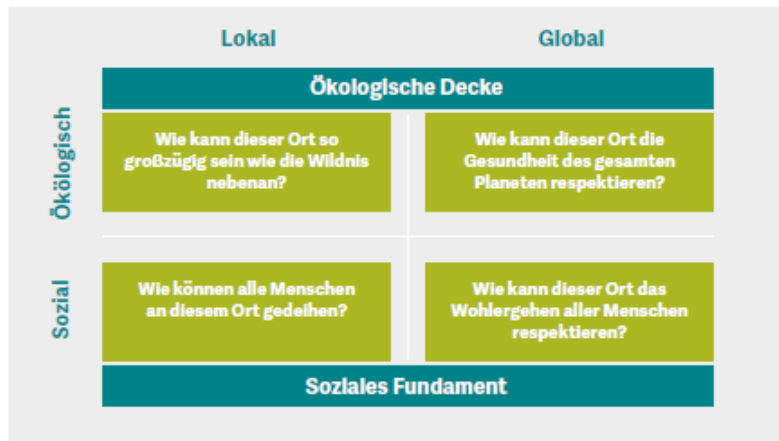 Lokal
Global
Ökologische Decke
Ökölogisch
Wie kann dieser Ort so
großzügig sein wie die Wildnis
nebenan?
Wie kann dieser Ort die
Gesundheit des gesamten
Planeten respektieren?
Sozial
Wie können alle Menschen
an diesem Ort gedeihen?
Wie kann dieser Ort das
Wohlergehen aller Menschen
respektieren?
Soziales Fundament